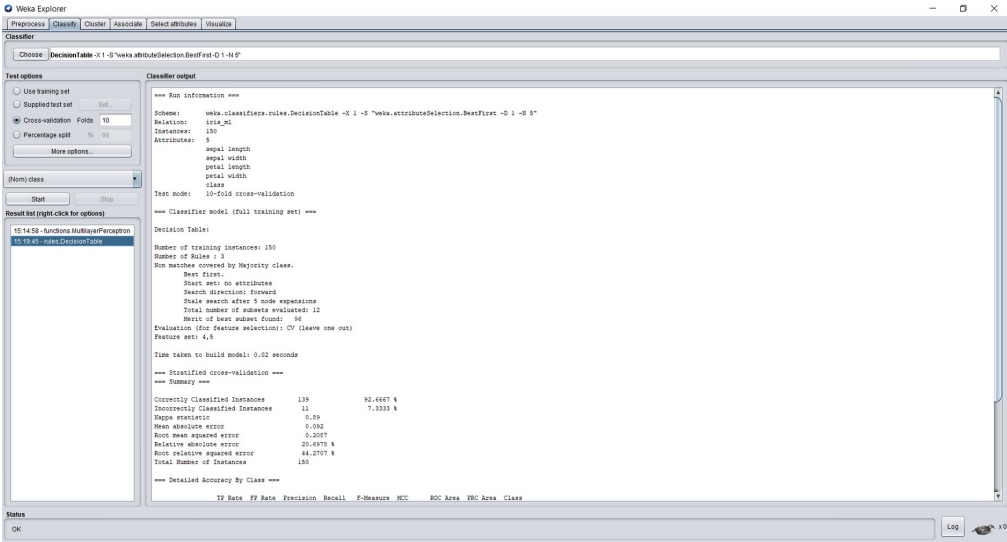 Weka Explorer
Preprocess Classify Cluster Associate Select attributes Visualize
Classifier
Choose DecisionTable -X 1 -S "weka.attributeSelection.BestFirst -D 1 -N 5"
Test options
Use training set
Supplied test set Set...
Cross-validation Folds 10
Percentage split % 66
More options...
(Nom) class
Start Stop
Result list (right-click for options)
15:14:58 - functions.MultilayerPerceptron
15:19:45 - rules.DecisionTable
Classifier output
=== Run information ===
Scheme: weka.classifiers.rules.DecisionTable -X 1 -S "weka.attributeSelection.BestFirst -D 1 -N 5"
Relation: iris_ml
Instances: 150
Attributes: 5
sepal length
sepal width
petal length
petal width
class
Test mode: 10-fold cross-validation
=== Classifier model (full training set) ===
Decision Table:
Number of training instances: 150
Number of Rules : 3
Non matches covered by Majority class.
Best first.
Start set: no attributes
Search direction: forward
Stale search after 5 node expansions
Total number of subsets evaluated: 12
Merit of best subset found: 96
Evaluation (for feature selection): CV (leave one out)
Feature set: 4,5
Time taken to build model: 0.02 seconds
=== Stratified cross-validation ===
=== Summary ===
Correctly Classified Instances 139 92.6667 %
Incorrectly Classified Instances 11 7.3333 %
Kappa statistic 0.89
Mean absolute error 0.092
Root mean squared error 0.2087
Relative absolute error 20.6978 %
Root relative squared error 44.2707 %
Total Number of Instances 150
=== Detailed Accuracy By Class ===
TP Rate FP Rate Precision Recall F-Measure MCC ROC Area PRC Area Class
Status
OK
Log
x 0